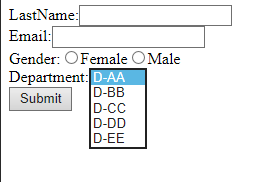 LastName:
Email:
Gender: Female Male
Department: D-AA
D-BB
Submit D-CC
D-DD
D-EE